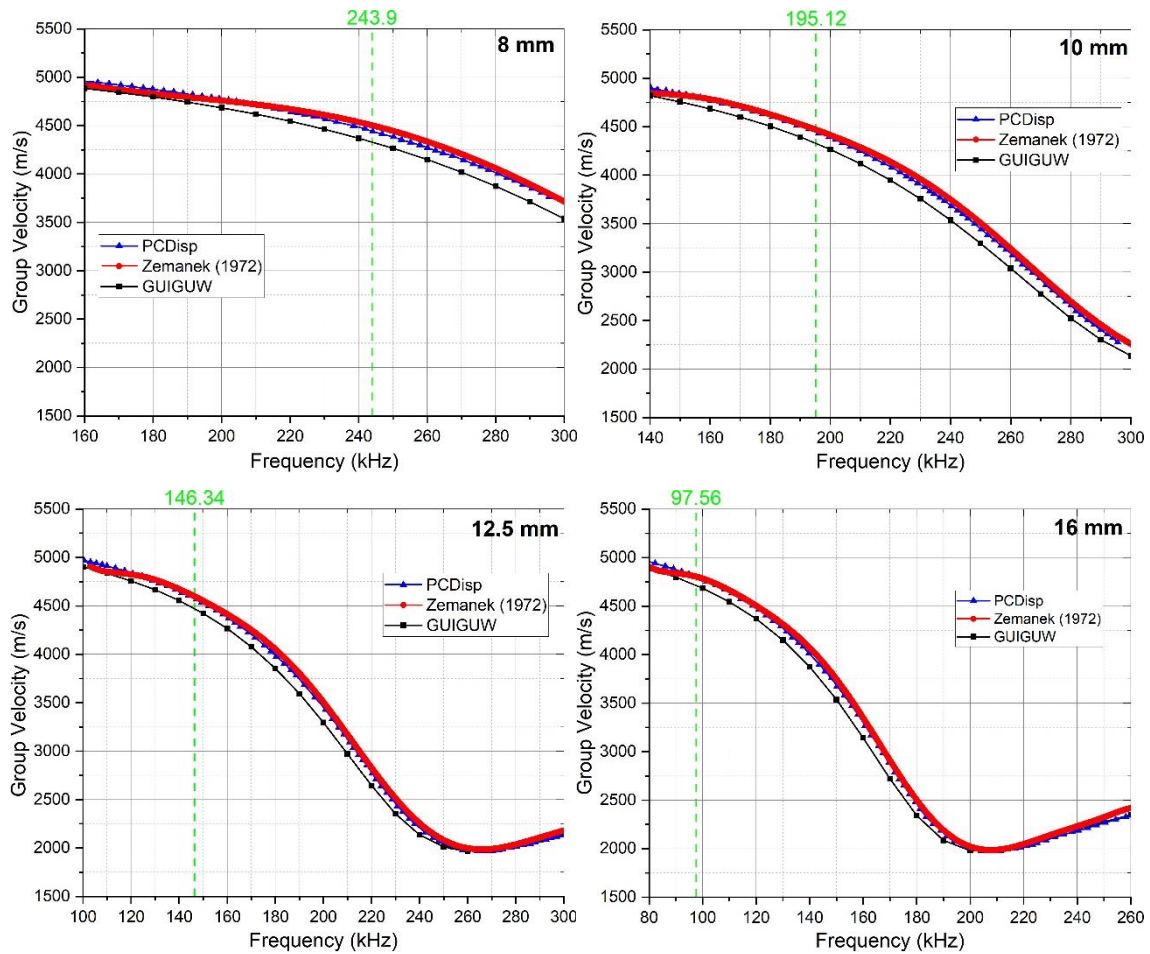 243.9
8 mm
5500
5000
4500
4000
3500
3000
2500
2000
1500
Group Velocity (m/s)
PCDisp
Zemanek (1972)
GUIGUW
160 180 200 220 240 260 280 300
Frequency (kHz)
195.12
10 mm
5500
5000
4500
4000
3500
3000
2500
2000
1500
Group Velocity (m/s)
PCDisp
Zemanek (1972)
GUIGUW
140 160 180 200 220 240 260 280 300
Frequency (kHz)
146.34
12.5 mm
5500
5000
4500
4000
3500
3000
2500
2000
1500
Group Velocity (m/s)
PCDisp
Zemanek (1972)
GUIGUW
100 120 140 160 180 200 220 240 260 280 300
Frequency (kHz)
97.56
16 mm
5500
5000
4500
4000
3500
3000
2500
2000
1500
Group Velocity (m/s)
PCDisp
Zemanek (1972)
GUIGUW
80 100 120 140 160 180 200 220 240 260
Frequency (kHz)